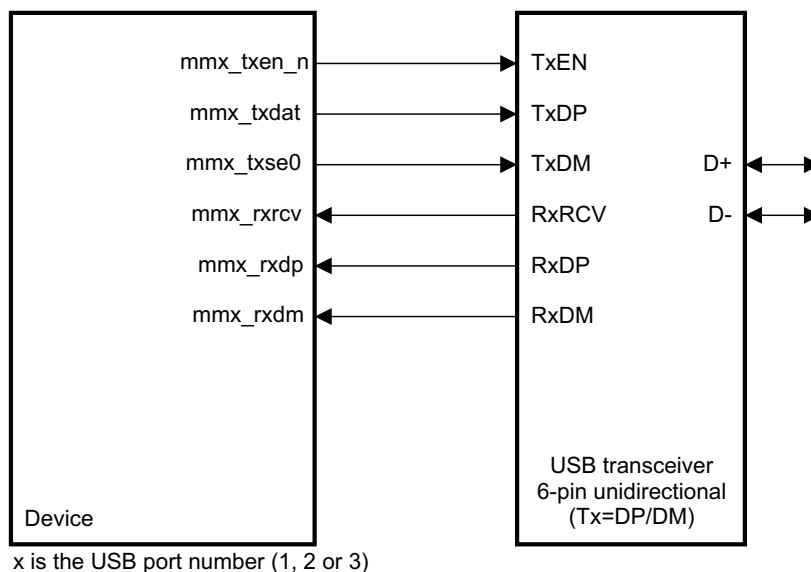 mmx_txen_n TxEN
mmx_txdat TxDP
mmx_txse0 TxDM D+
mmx_rxrcv RxRCV D-
mmx_rxdp RxDP
mmx_rxdm RxDM
USB transceiver
6-pin unidirectional
(Tx=DP/DM)
Device
x is the USB port number (1, 2 or 3)